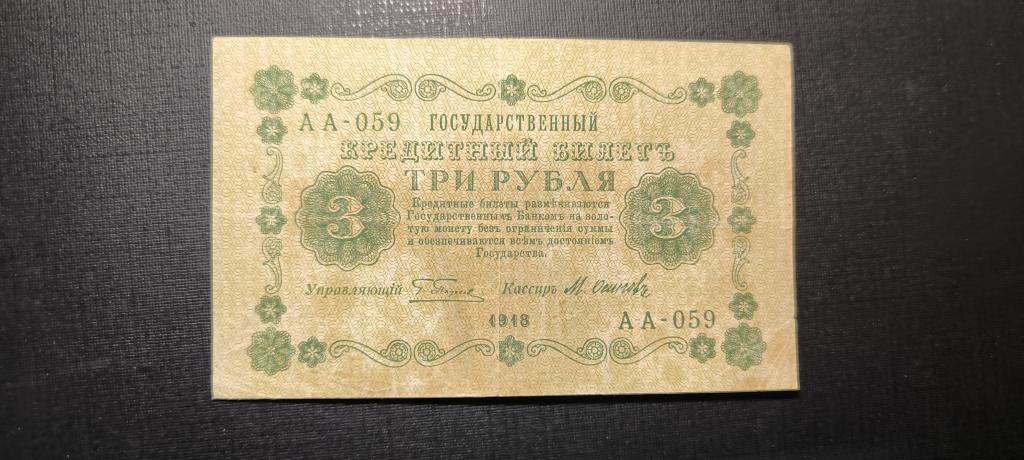 АА-059 ГОСУДАРСТВЕННЫЙ
КРЕДИТНЫЙ БИЛЕТЪ
ТРИ РУБЛЯ
3 3
Кредитные билеты размѣниваются
Государственнымъ Банкомъ на золо-
тую монету безъ ограниченія суммы
и обезпечиваются всѣмъ достояніемъ
Государства.
Управляющій Кассиръ М. Осиповъ
1918 АА-059